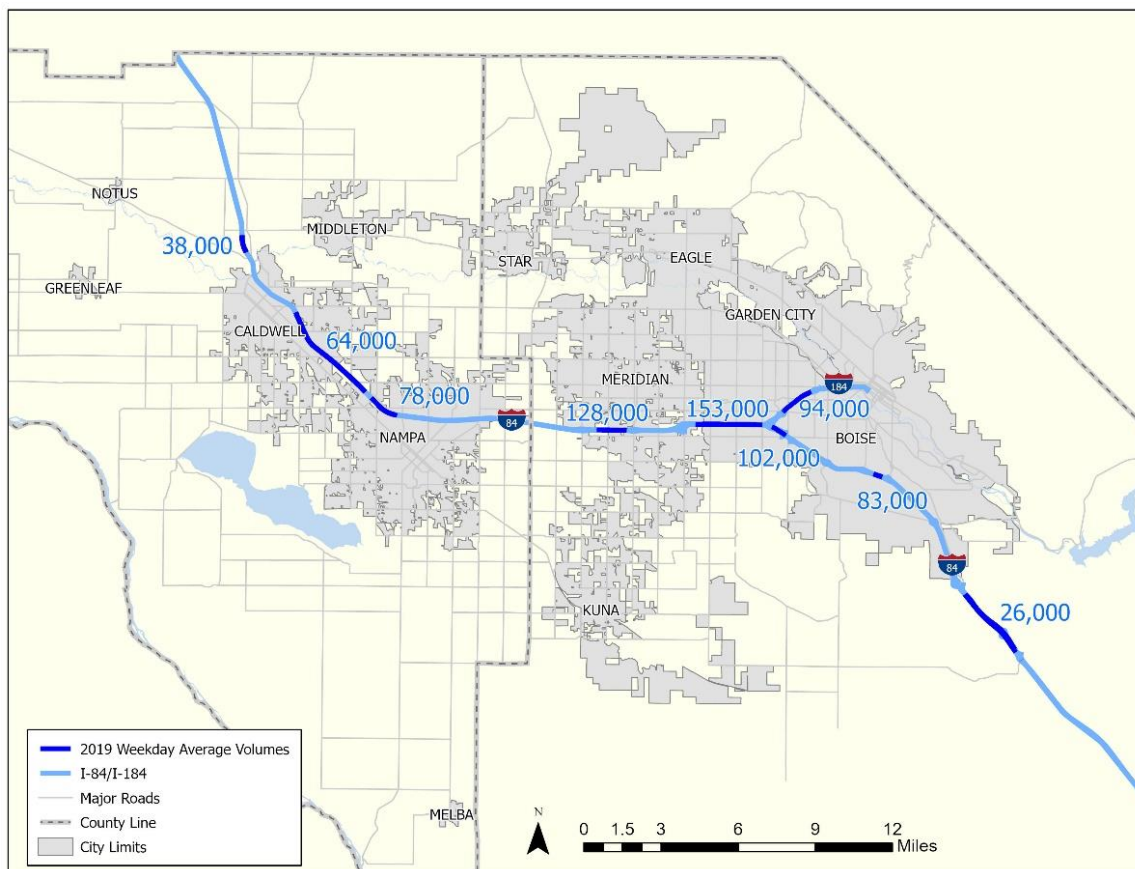 NOTUS
MIDDLETON
38,000
STAR
EAGLE
GREENLEAF
GARDEN CITY
CALDWELL
64,000
MERIDIAN
184
78,000
128,000
153,000
94,000
84
NAMPA
BOISE
102,000
83,000
84
KUNA
26,000
2019 Weekday Average Volumes
I-84/I-184
Major Roads
County Line
City Limits
MELBA
N
0 1.5 3 6 9 12
Miles